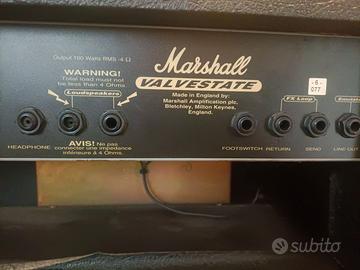 Output 100 Watts RMS -4 Ω
WARNING!
Total load must not
be less than 4 Ohms
Loudspeakers
HEADPHONE
AVIS! Ne pas
connecter une impédance
inférieure à 4 Ohms.
Marshall
VALVESTATE
Made in England by:
Marshall Amplification plc,
Bletchley, Milton Keynes,
England.
-6-
077
FX Loop
FOOTSWITCH
RETURN
SEND
LINE OUT
subito